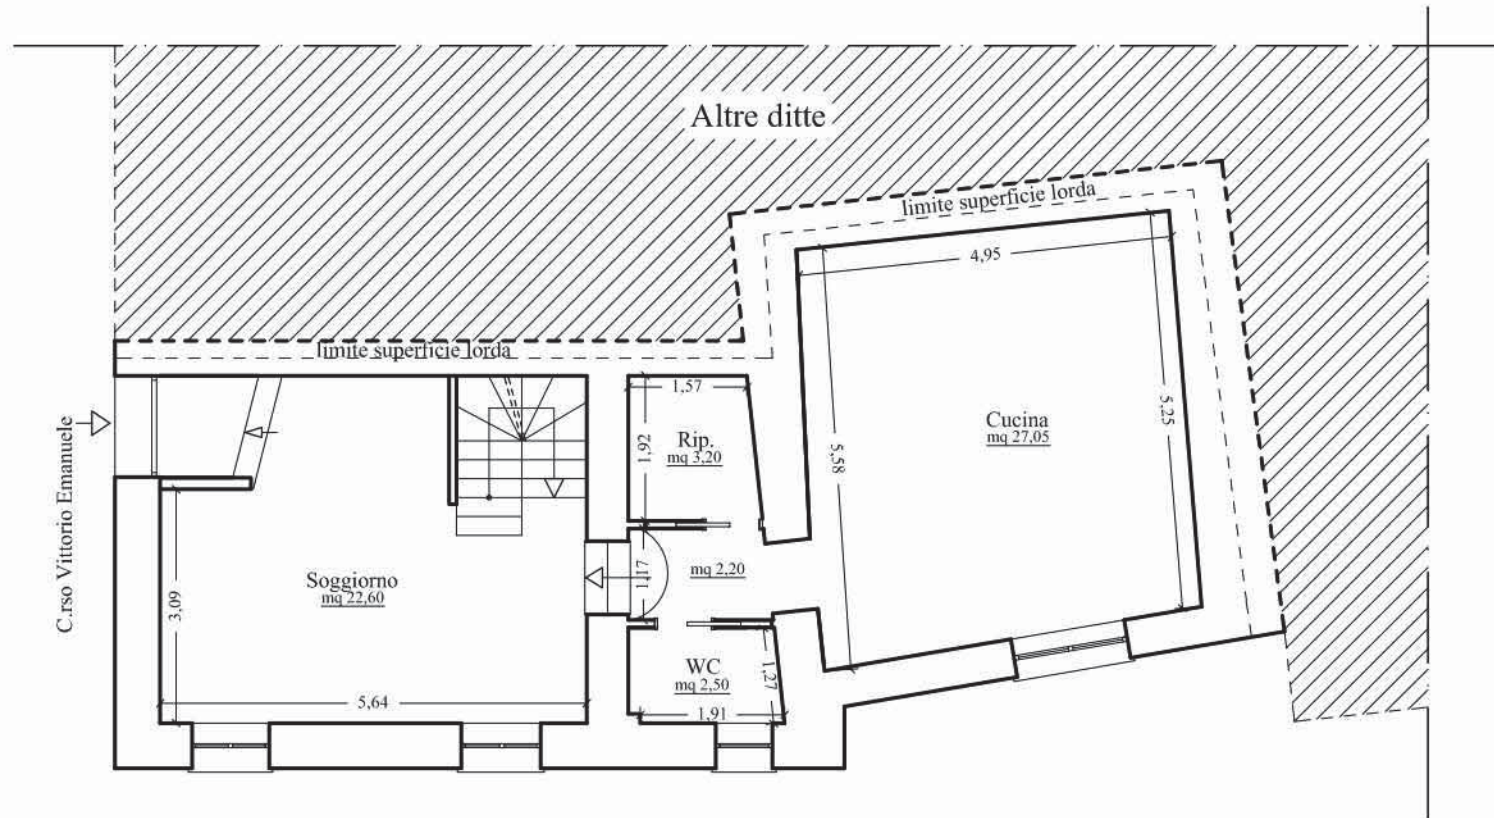 Altre ditte
limite superficie lorda
4,95
limite superficie lorda
1,57
C.rso Vittorio Emanuele
1,92
Rip.
mq 3,20
5,58
Cucina
mq 27,05
5,25
Soggiorno
mq 22,60
3,09
1,17
mq 2,20
WC
mq 2,50
1,27
5,64
1,91